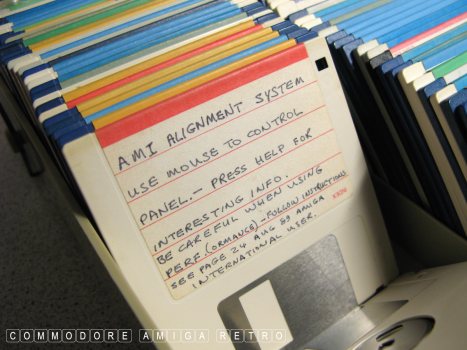 AMI ALIGNMENT SYSTEM
USE MOUSE TO CONTROL
PANEL. - PRESS HELP FOR
INTERESTING INFO.
BE CAREFUL WHEN USING
PERF.(ORMANCE) - FOLLOW INSTRUCTIONS
SEE PAGE 24 AUG 89 AMIGA
INTERNATIONAL USER.
COMMODORE AMIGA RETRO